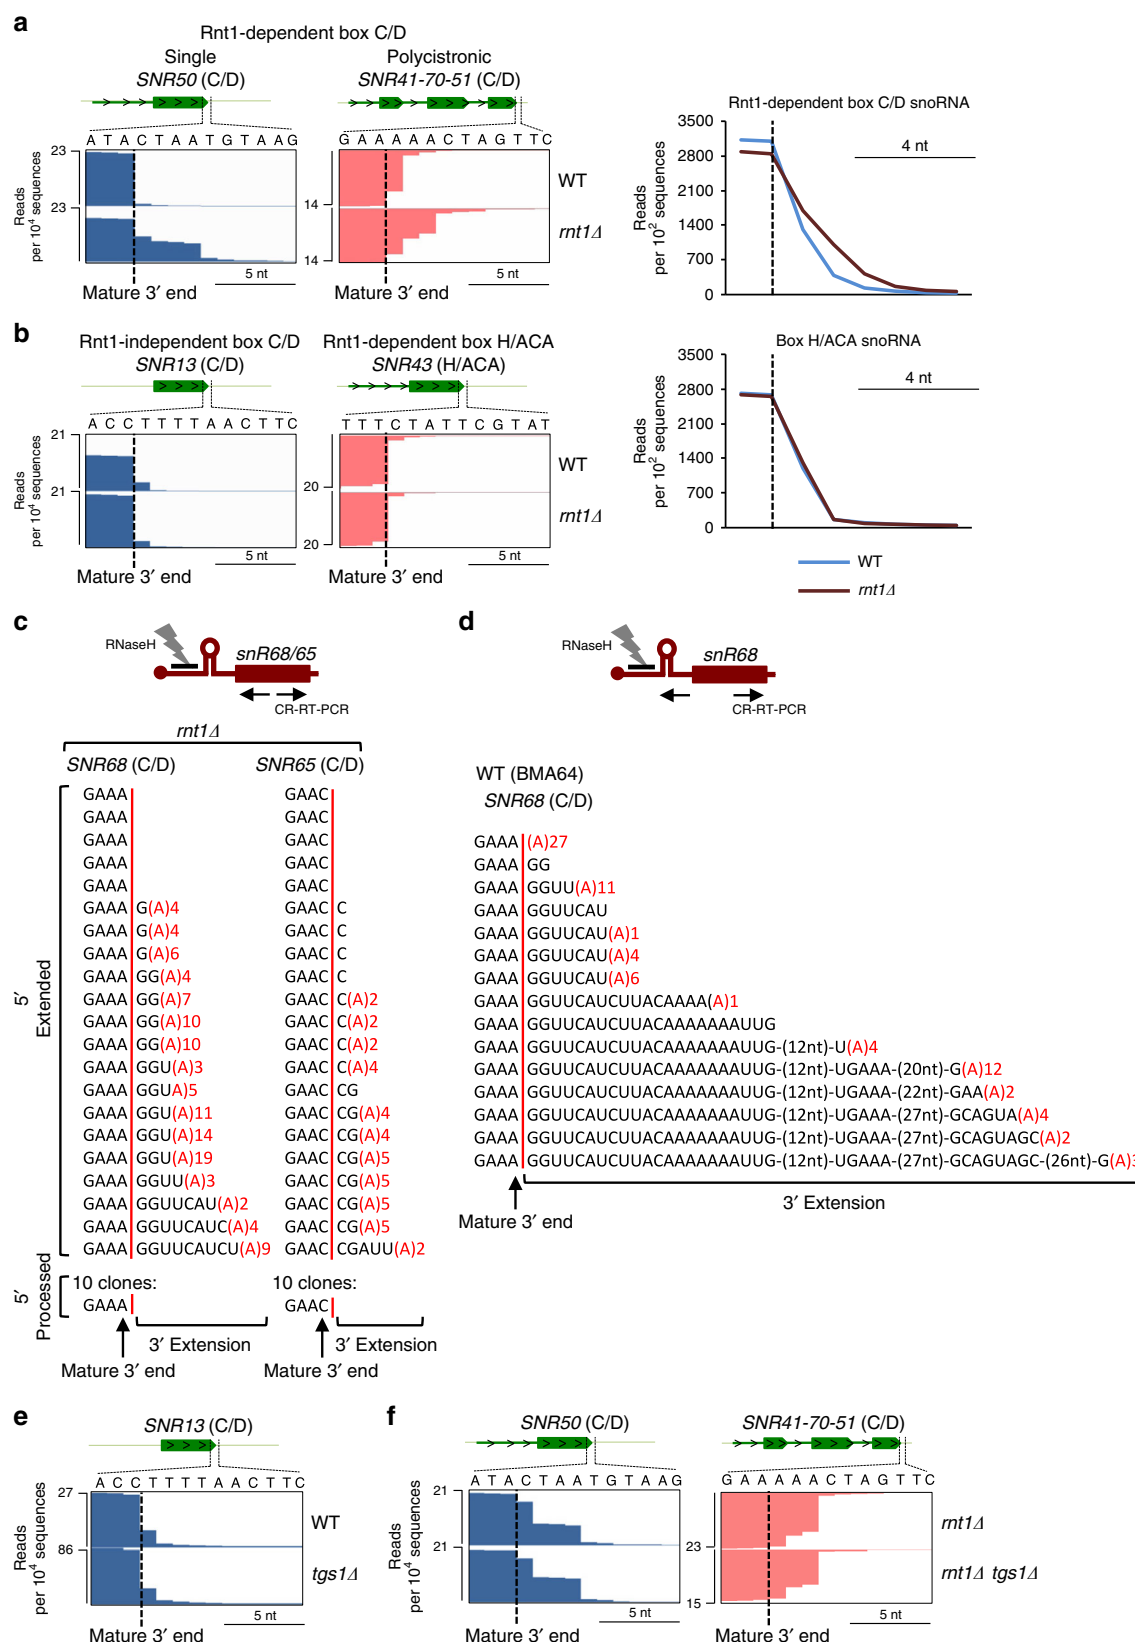 a
Rnt1-dependent box C/D
Single
SNR50 (C/D)
Polycistronic
SNR41-70-51 (C/D)
A T A C T A A T G T A A G
G A A A A A C T A G T T C
23
23
Reads
per 10⁴ sequences
14
14
WT
rnt1Δ
5 nt
5 nt
Mature 3′ end
Mature 3′ end
Rnt1-dependent box C/D snoRNA
3500
2800
2100
1400
700
0
Reads
per 10² sequences
4 nt
b
Rnt1-independent box C/D
SNR13 (C/D)
Rnt1-dependent box H/ACA
SNR43 (H/ACA)
A C C T T T T A A C T T C
T T T C T A T T C G T A T
21
21
Reads
per 10⁴ sequences
20
20
WT
rnt1Δ
5 nt
5 nt
Mature 3′ end
Mature 3′ end
Box H/ACA snoRNA
3500
2800
2100
1400
700
0
Reads
per 10² sequences
4 nt
WT
rnt1Δ
c
RNaseH
snR68/65
CR-RT-PCR
rnt1Δ
SNR68 (C/D)
SNR65 (C/D)
5′
Extended
GAAA
GAAA
GAAA
GAAA
GAAA
GAAA G(A)4
GAAA G(A)4
GAAA G(A)6
GAAA GG(A)4
GAAA GG(A)7
GAAA GG(A)10
GAAA GG(A)10
GAAA GGU(A)3
GAAA GGUA)5
GAAA GGU(A)11
GAAA GGU(A)14
GAAA GGU(A)19
GAAA GGUU(A)3
GAAA GGUUCAU(A)2
GAAA GGUUCAUC(A)4
GAAA GGUUCAUCU(A)9
GAAC
GAAC
GAAC
GAAC
GAAC
GAAC C
GAAC C
GAAC C
GAAC C
GAAC C(A)2
GAAC C(A)2
GAAC C(A)2
GAAC C(A)4
GAAC CG
GAAC CG(A)4
GAAC CG(A)4
GAAC CG(A)5
GAAC CG(A)5
GAAC CG(A)5
GAAC CG(A)5
GAAC CGAUU(A)2
5′
Processed
10 clones:
GAAA
10 clones:
GAAC
3′ Extension
3′ Extension
Mature 3′ end
Mature 3′ end
d
RNaseH
snR68
CR-RT-PCR
WT (BMA64)
SNR68 (C/D)
GAAA (A)27
GAAA GG
GAAA GGUU(A)11
GAAA GGUUCAU
GAAA GGUUCAU(A)1
GAAA GGUUCAU(A)4
GAAA GGUUCAU(A)6
GAAA GGUUCAUCUUACAAAA(A)1
GAAA GGUUCAUCUUACAAAAAAAUUG
GAAA GGUUCAUCUUACAAAAAAAUUG-(12nt)-U(A)4
GAAA GGUUCAUCUUACAAAAAAAUUG-(12nt)-UGAAA-(20nt)-G(A)12
GAAA GGUUCAUCUUACAAAAAAAUUG-(12nt)-UGAAA-(22nt)-GAA(A)2
GAAA GGUUCAUCUUACAAAAAAAUUG-(12nt)-UGAAA-(27nt)-GCAGUA(A)4
GAAA GGUUCAUCUUACAAAAAAAUUG-(12nt)-UGAAA-(27nt)-GCAGUAGC(A)2
GAAA GGUUCAUCUUACAAAAAAAUUG-(12nt)-UGAAA-(27nt)-GCAGUAGC-(26nt)-G(A)3
Mature 3′ end
3′ Extension
e
SNR13 (C/D)
A C C T T T T A A C T T C
27
86
Reads
per 10⁴ sequences
WT
tgs1Δ
5 nt
Mature 3′ end
f
SNR50 (C/D)
SNR41-70-51 (C/D)
A T A C T A A T G T A A G
G A A A A A C T A G T T C
21
21
Reads
per 10⁴ sequences
23
15
rnt1Δ
rnt1Δ tgs1Δ
5 nt
5 nt
Mature 3′ end
Mature 3′ end